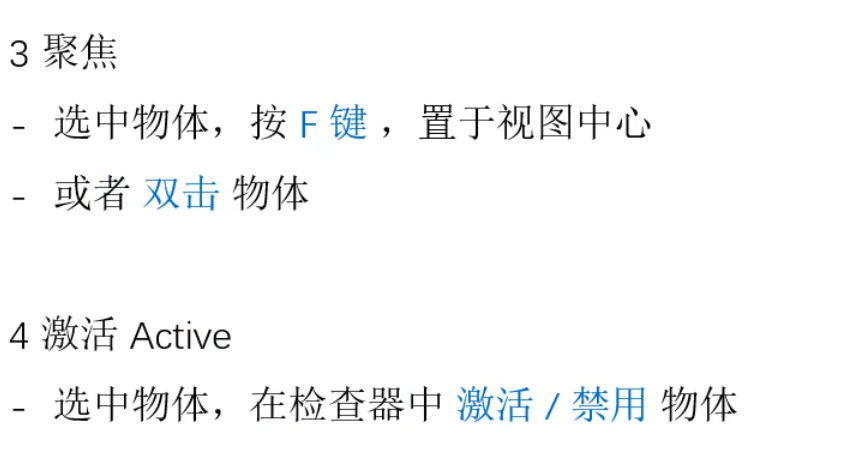 3 聚焦
- 选中物体，按 F 键 ，置于视图中心
- 或者 双击 物体
4 激活 Active
- 选中物体，在检查器中 激活 / 禁用 物体